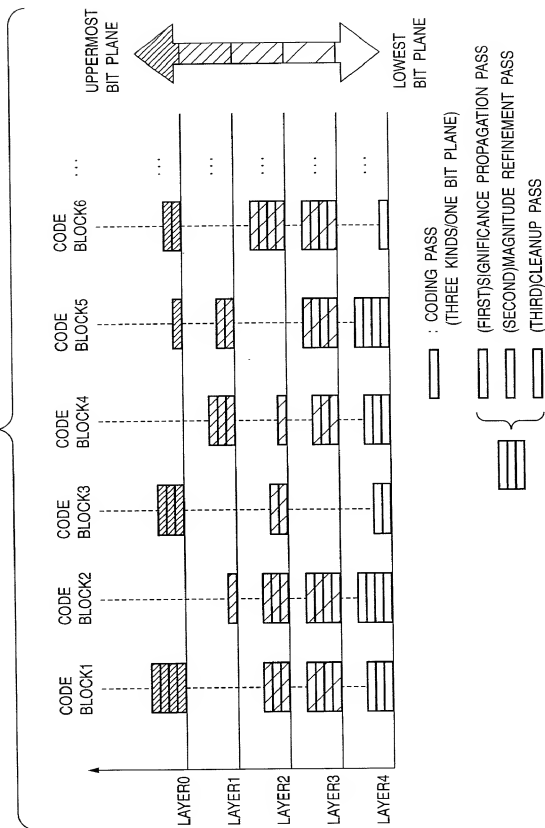 CODE
BLOCK1
CODE
BLOCK2
CODE
BLOCK3
CODE
BLOCK4
CODE
BLOCK5
CODE
BLOCK6
...
UPPERMOST
BIT PLANE
LAYER0
...
LAYER1
...
LAYER2
...
LAYER3
...
LAYER4
LOWEST
BIT PLANE
: CODING PASS
(THREE KINDS/ONE BIT PLANE)
(FIRST)SIGNIFICANCE PROPAGATION PASS
(SECOND)MAGNITUDE REFINEMENT PASS
(THIRD)CLEANUP PASS